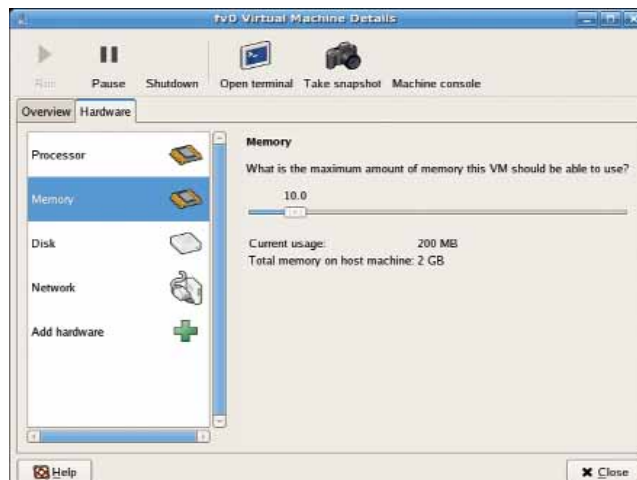 fv0 Virtual Machine Details
Run Pause Shutdown Open terminal Take snapshot Machine console
Overview Hardware
Processor
Memory
Disk
Network
Add hardware
Memory
What is the maximum amount of memory this VM should be able to use?
10.0
Current usage: 200 MB
Total memory on host machine: 2 GB
Help
Close